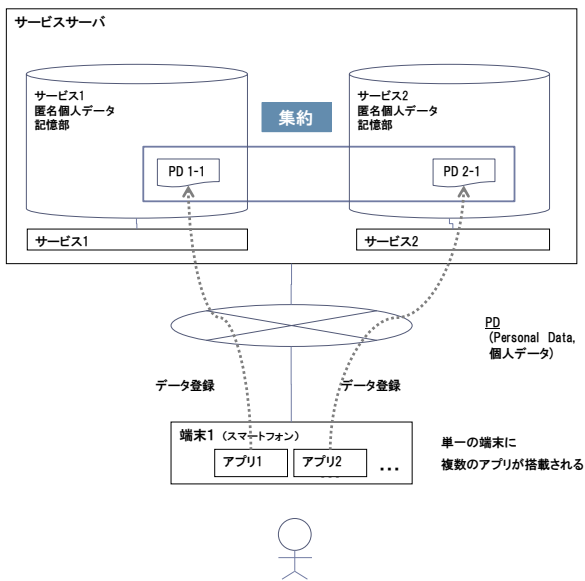 サービスサーバ
サービス1
匿名個人データ
記憶部
集約
サービス2
匿名個人データ
記憶部
PD 1-1
PD 2-1
サービス1
サービス2
PD
(Personal Data,
個人データ)
データ登録
データ登録
端末1 (スマートフォン)
アプリ1
アプリ2
...
単一の端末に
複数のアプリが搭載される